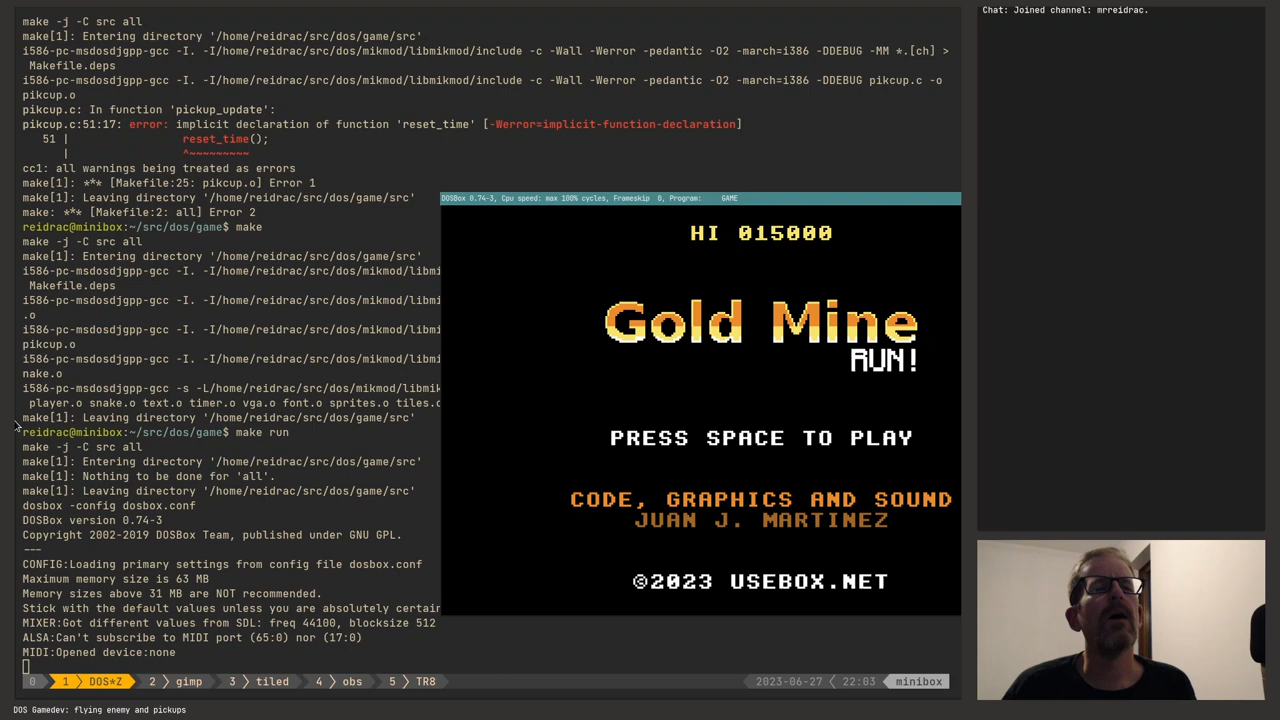 make -j -C src all
make[1]: Entering directory '/home/reidrac/src/dos/game/src'
i586-pc-msdosdjgpp-gcc -I. -I/home/reidrac/src/dos/mikmod/libmikmod/include -c -Wall -Werror -pedantic -O2 -march=i386 -DDEBUG -MM *.[ch] >
 Makefile.deps
i586-pc-msdosdjgpp-gcc -I. -I/home/reidrac/src/dos/mikmod/libmikmod/include -c -Wall -Werror -pedantic -O2 -march=i386 -DDEBUG pikcup.c -o
pikcup.o
pikcup.c: In function 'pickup_update':
pikcup.c:51:17: error: implicit declaration of function 'reset_time' [-Werror=implicit-function-declaration]
   51 |                 reset_time();
      |                 ^~~~~~~~~~
cc1: all warnings being treated as errors
make[1]: *** [Makefile:25: pikcup.o] Error 1
make[1]: Leaving directory '/home/reidrac/src/dos/game/src'
make: *** [Makefile:2: all] Error 2
reidrac@minibox:~/src/dos/game$ make
make -j -C src all
make[1]: Entering directory '/home/reidrac/src/dos/game/src'
i586-pc-msdosdjgpp-gcc -I. -I/home/reidrac/src/dos/mikmod/libmi
 Makefile.deps
i586-pc-msdosdjgpp-gcc -I. -I/home/reidrac/src/dos/mikmod/libmi
.o
i586-pc-msdosdjgpp-gcc -I. -I/home/reidrac/src/dos/mikmod/libmi
pikcup.o
i586-pc-msdosdjgpp-gcc -I. -I/home/reidrac/src/dos/mikmod/libmi
nake.o
i586-pc-msdosdjgpp-gcc -s -L/home/reidrac/src/dos/mikmod/libmik
 player.o snake.o text.o timer.o vga.o font.o sprites.o tiles.o
make[1]: Leaving directory '/home/reidrac/src/dos/game/src'
reidrac@minibox:~/src/dos/game$ make run
make -j -C src all
make[1]: Entering directory '/home/reidrac/src/dos/game/src'
make[1]: Nothing to be done for 'all'.
make[1]: Leaving directory '/home/reidrac/src/dos/game/src'
dosbox -config dosbox.conf
DOSBox version 0.74-3
Copyright 2002-2019 DOSBox Team, published under GNU GPL.
---
CONFIG:Loading primary settings from config file dosbox.conf
Maximum memory size is 63 MB
Memory sizes above 31 MB are NOT recommended.
Stick with the default values unless you are absolutely certain
MIXER:Got different values from SDL: freq 44100, blocksize 512
ALSA:Can't subscribe to MIDI port (65:0) nor (17:0)
MIDI:Opened device:none
DOSBox 0.74-3, Cpu speed: max 100% cycles, Frameskip  0, Program:     GAME
HI 015000
Gold Mine
RUN!
PRESS SPACE TO PLAY
CODE, GRAPHICS AND SOUND
JUAN J. MARTINEZ
©2023 USEBOX.NET
0 1 DOS*Z 2 gimp 3 tiled 4 obs 5 TR8 2023-06-27 22:03 minibox
DOS Gamedev: flying enemy and pickups
Chat: Joined channel: mrreidrac.